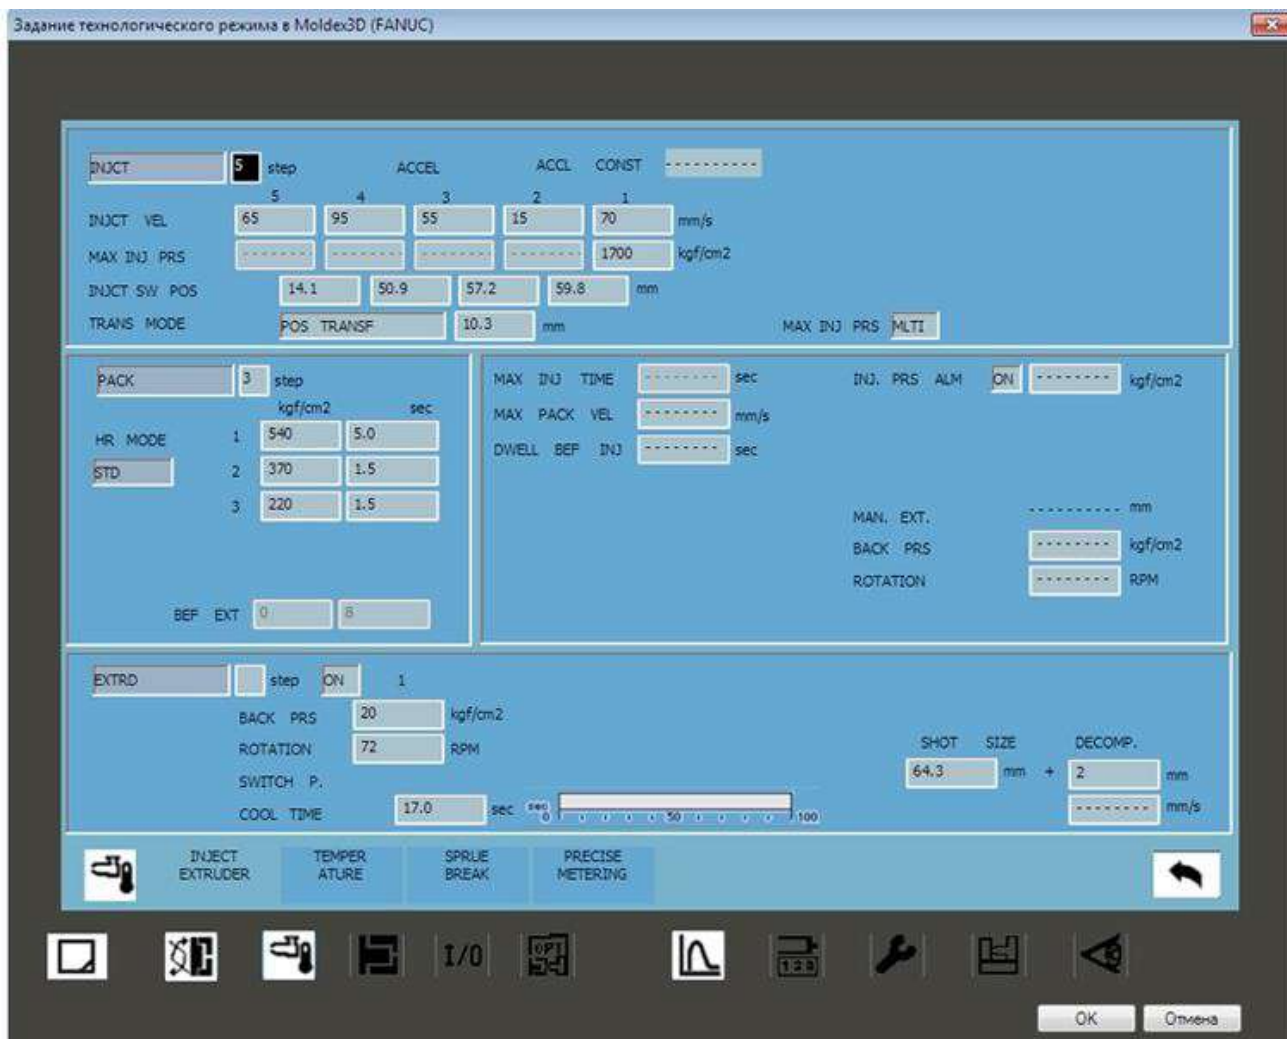 Задание технологического режима в Moldex3D (FANUC)
INJCT 5 step ACCEL ACCL CONST ----------
5 4 3 2 1
INJCT VEL 65 95 55 15 70 mm/s
MAX INJ PRS -------- -------- -------- -------- 1700 kgf/cm2
INJCT SW POS 14.1 50.9 57.2 59.8 mm
TRANS MODE POS TRANSF 10.3 mm MAX INJ PRS MLTI
PACK 3 step
kgf/cm2 sec
HR MODE 1 540 5.0
STD 2 370 1.5
3 220 1.5
BEF EXT 0 8
MAX INJ TIME -------- sec INJ. PRS ALM ON -------- kgf/cm2
MAX PACK VEL -------- mm/s
DWELL BEF INJ -------- sec
MAN. EXT. ---------- mm
BACK PRS -------- kgf/cm2
ROTATION -------- RPM
EXTRD step ON 1
BACK PRS 20 kgf/cm2
ROTATION 72 RPM
SWITCH P.
COOL TIME 17.0 sec sec 0 50 100
SHOT SIZE DECOMP.
64.3 mm + 2 mm
-------- mm/s
INJECT EXTRUDER
TEMPER ATURE
SPRUE BREAK
PRECISE METERING
I/O OPT 123
OK Отмена